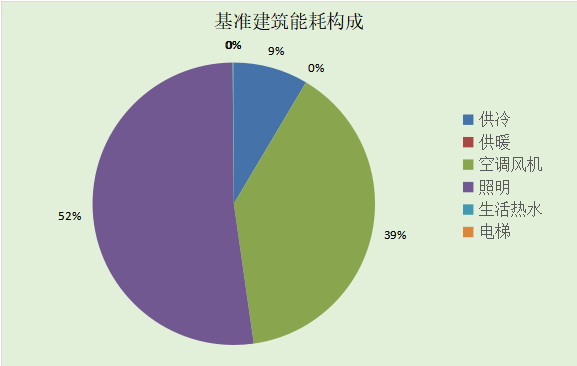 基准建筑能耗构成
0%
0%
9%
0%
39%
52%
供冷
供暖
空调风机
照明
生活热水
电梯